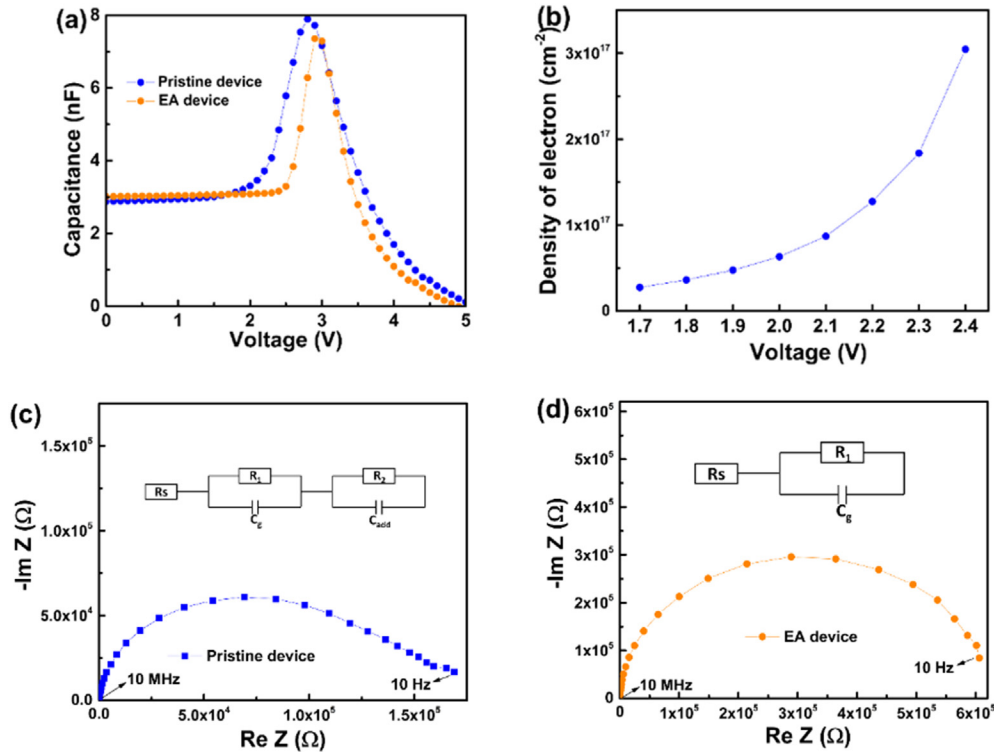 (a)
Capacitance (nF)
8
6
4
2
0
Pristine device
EA device
0 1 2 3 4 5
Voltage (V)
(b)
Density of electron (cm⁻²)
3x10¹⁷
2x10¹⁷
1x10¹⁷
0
1.7 1.8 1.9 2.0 2.1 2.2 2.3 2.4
Voltage (V)
(c)
-Im Z (Ω)
1.5x10⁵
1.0x10⁵
5.0x10⁴
0.0
Rs
R₁
C_g
R₂
C_acid
Pristine device
10 MHz
10 Hz
0.0 5.0x10⁴ 1.0x10⁵ 1.5x10⁵
Re Z (Ω)
(d)
-Im Z (Ω)
6x10⁵
5x10⁵
4x10⁵
3x10⁵
2x10⁵
1x10⁵
0
Rs
R₁
C_g
EA device
10 MHz
10 Hz
0 1x10⁵ 2x10⁵ 3x10⁵ 4x10⁵ 5x10⁵ 6x10⁵
Re Z (Ω)